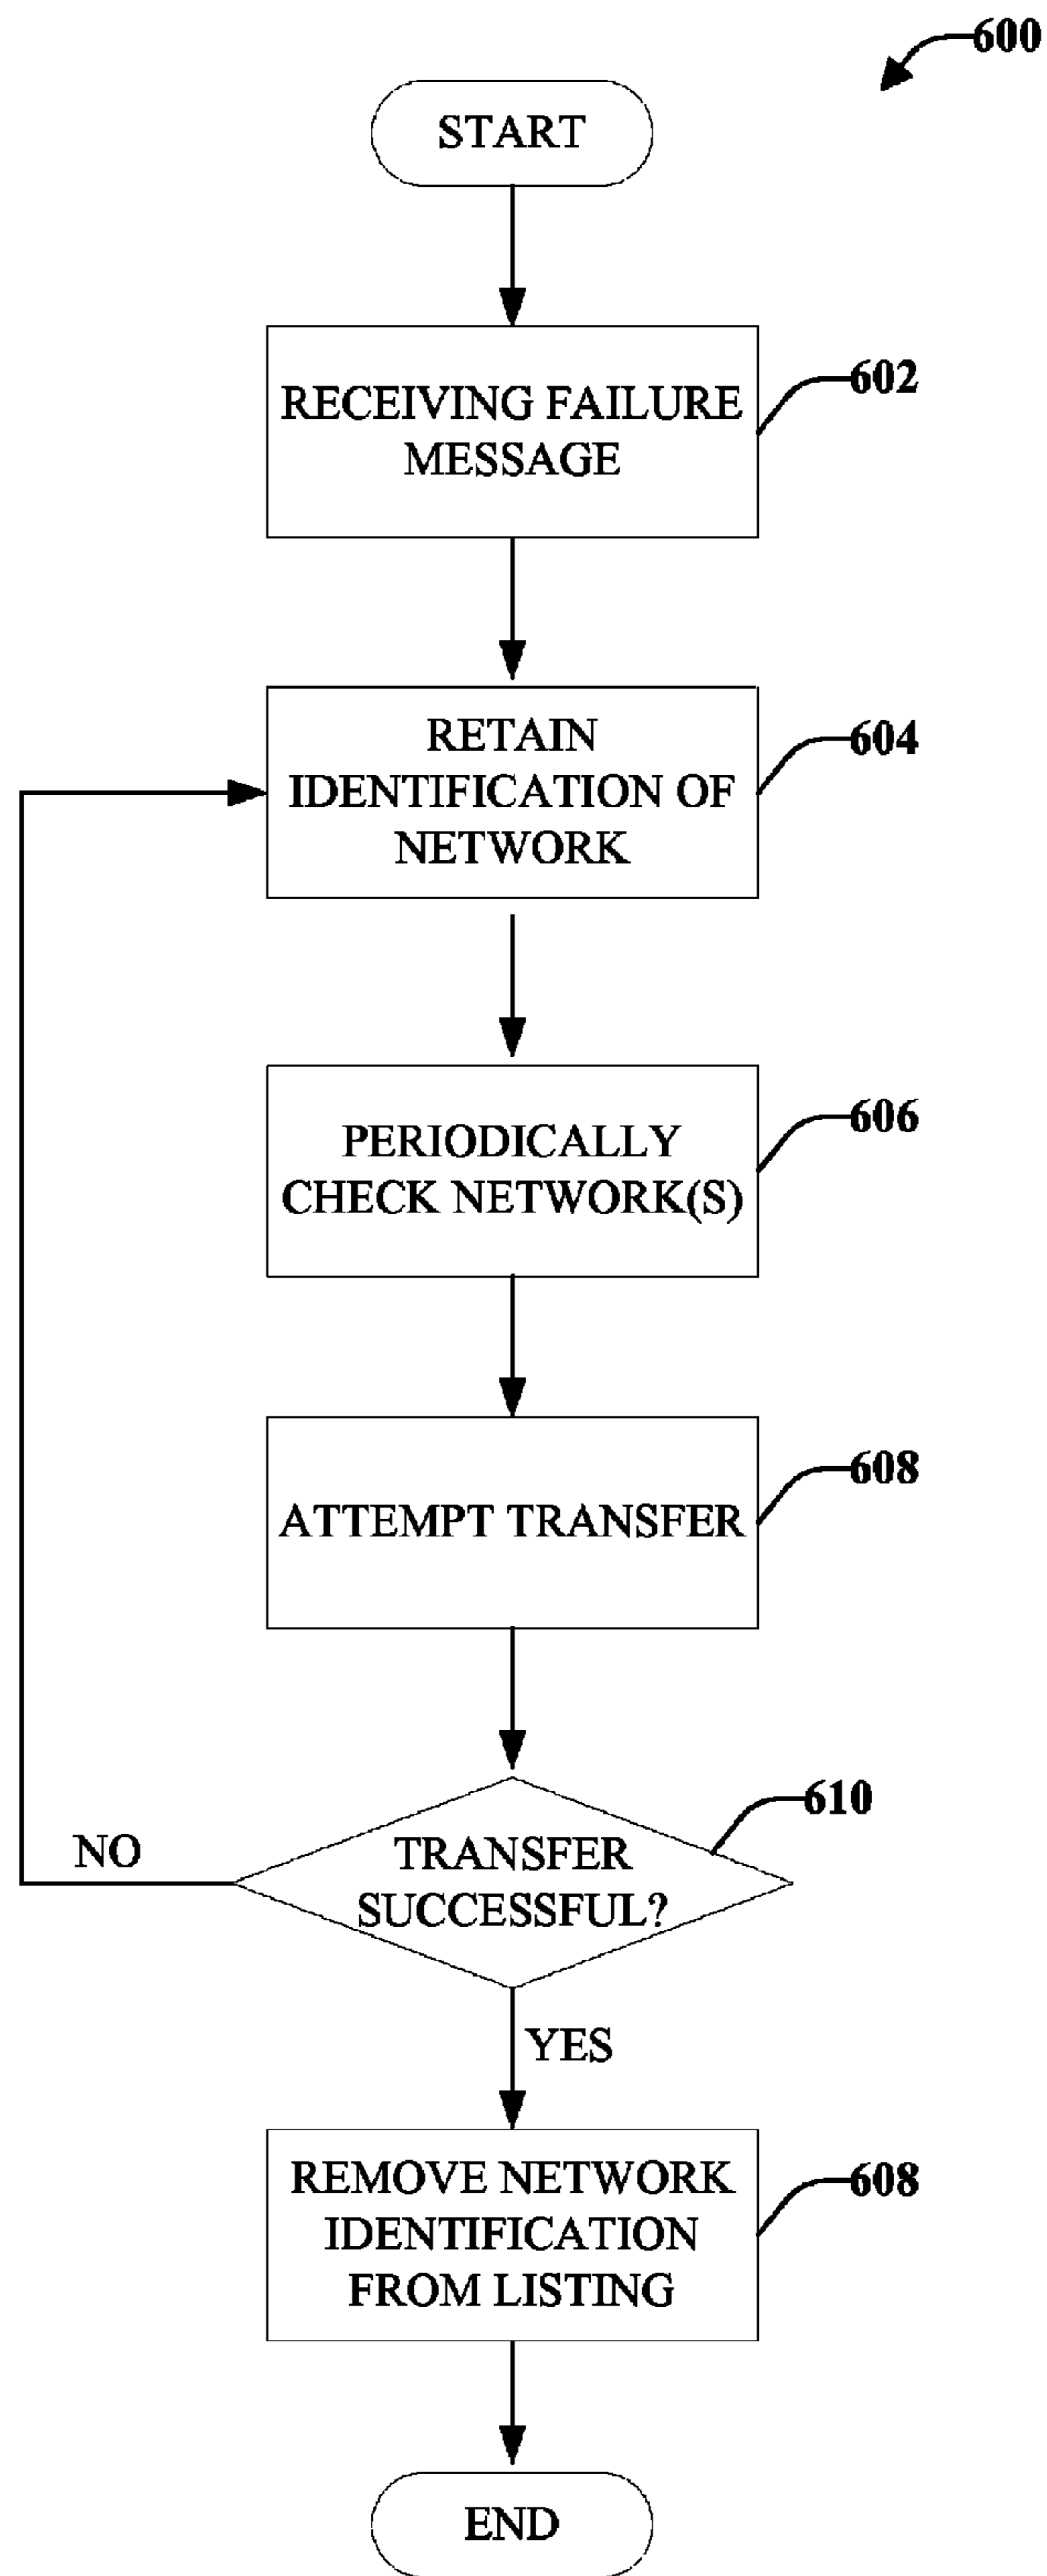 600
START
RECEIVING FAILURE
MESSAGE
602
RETAIN
IDENTIFICATION OF
NETWORK
604
PERIODICALLY
CHECK NETWORK(S)
606
ATTEMPT TRANSFER
608
TRANSFER
SUCCESSFUL?
610
NO
YES
REMOVE NETWORK
IDENTIFICATION
FROM LISTING
608
END